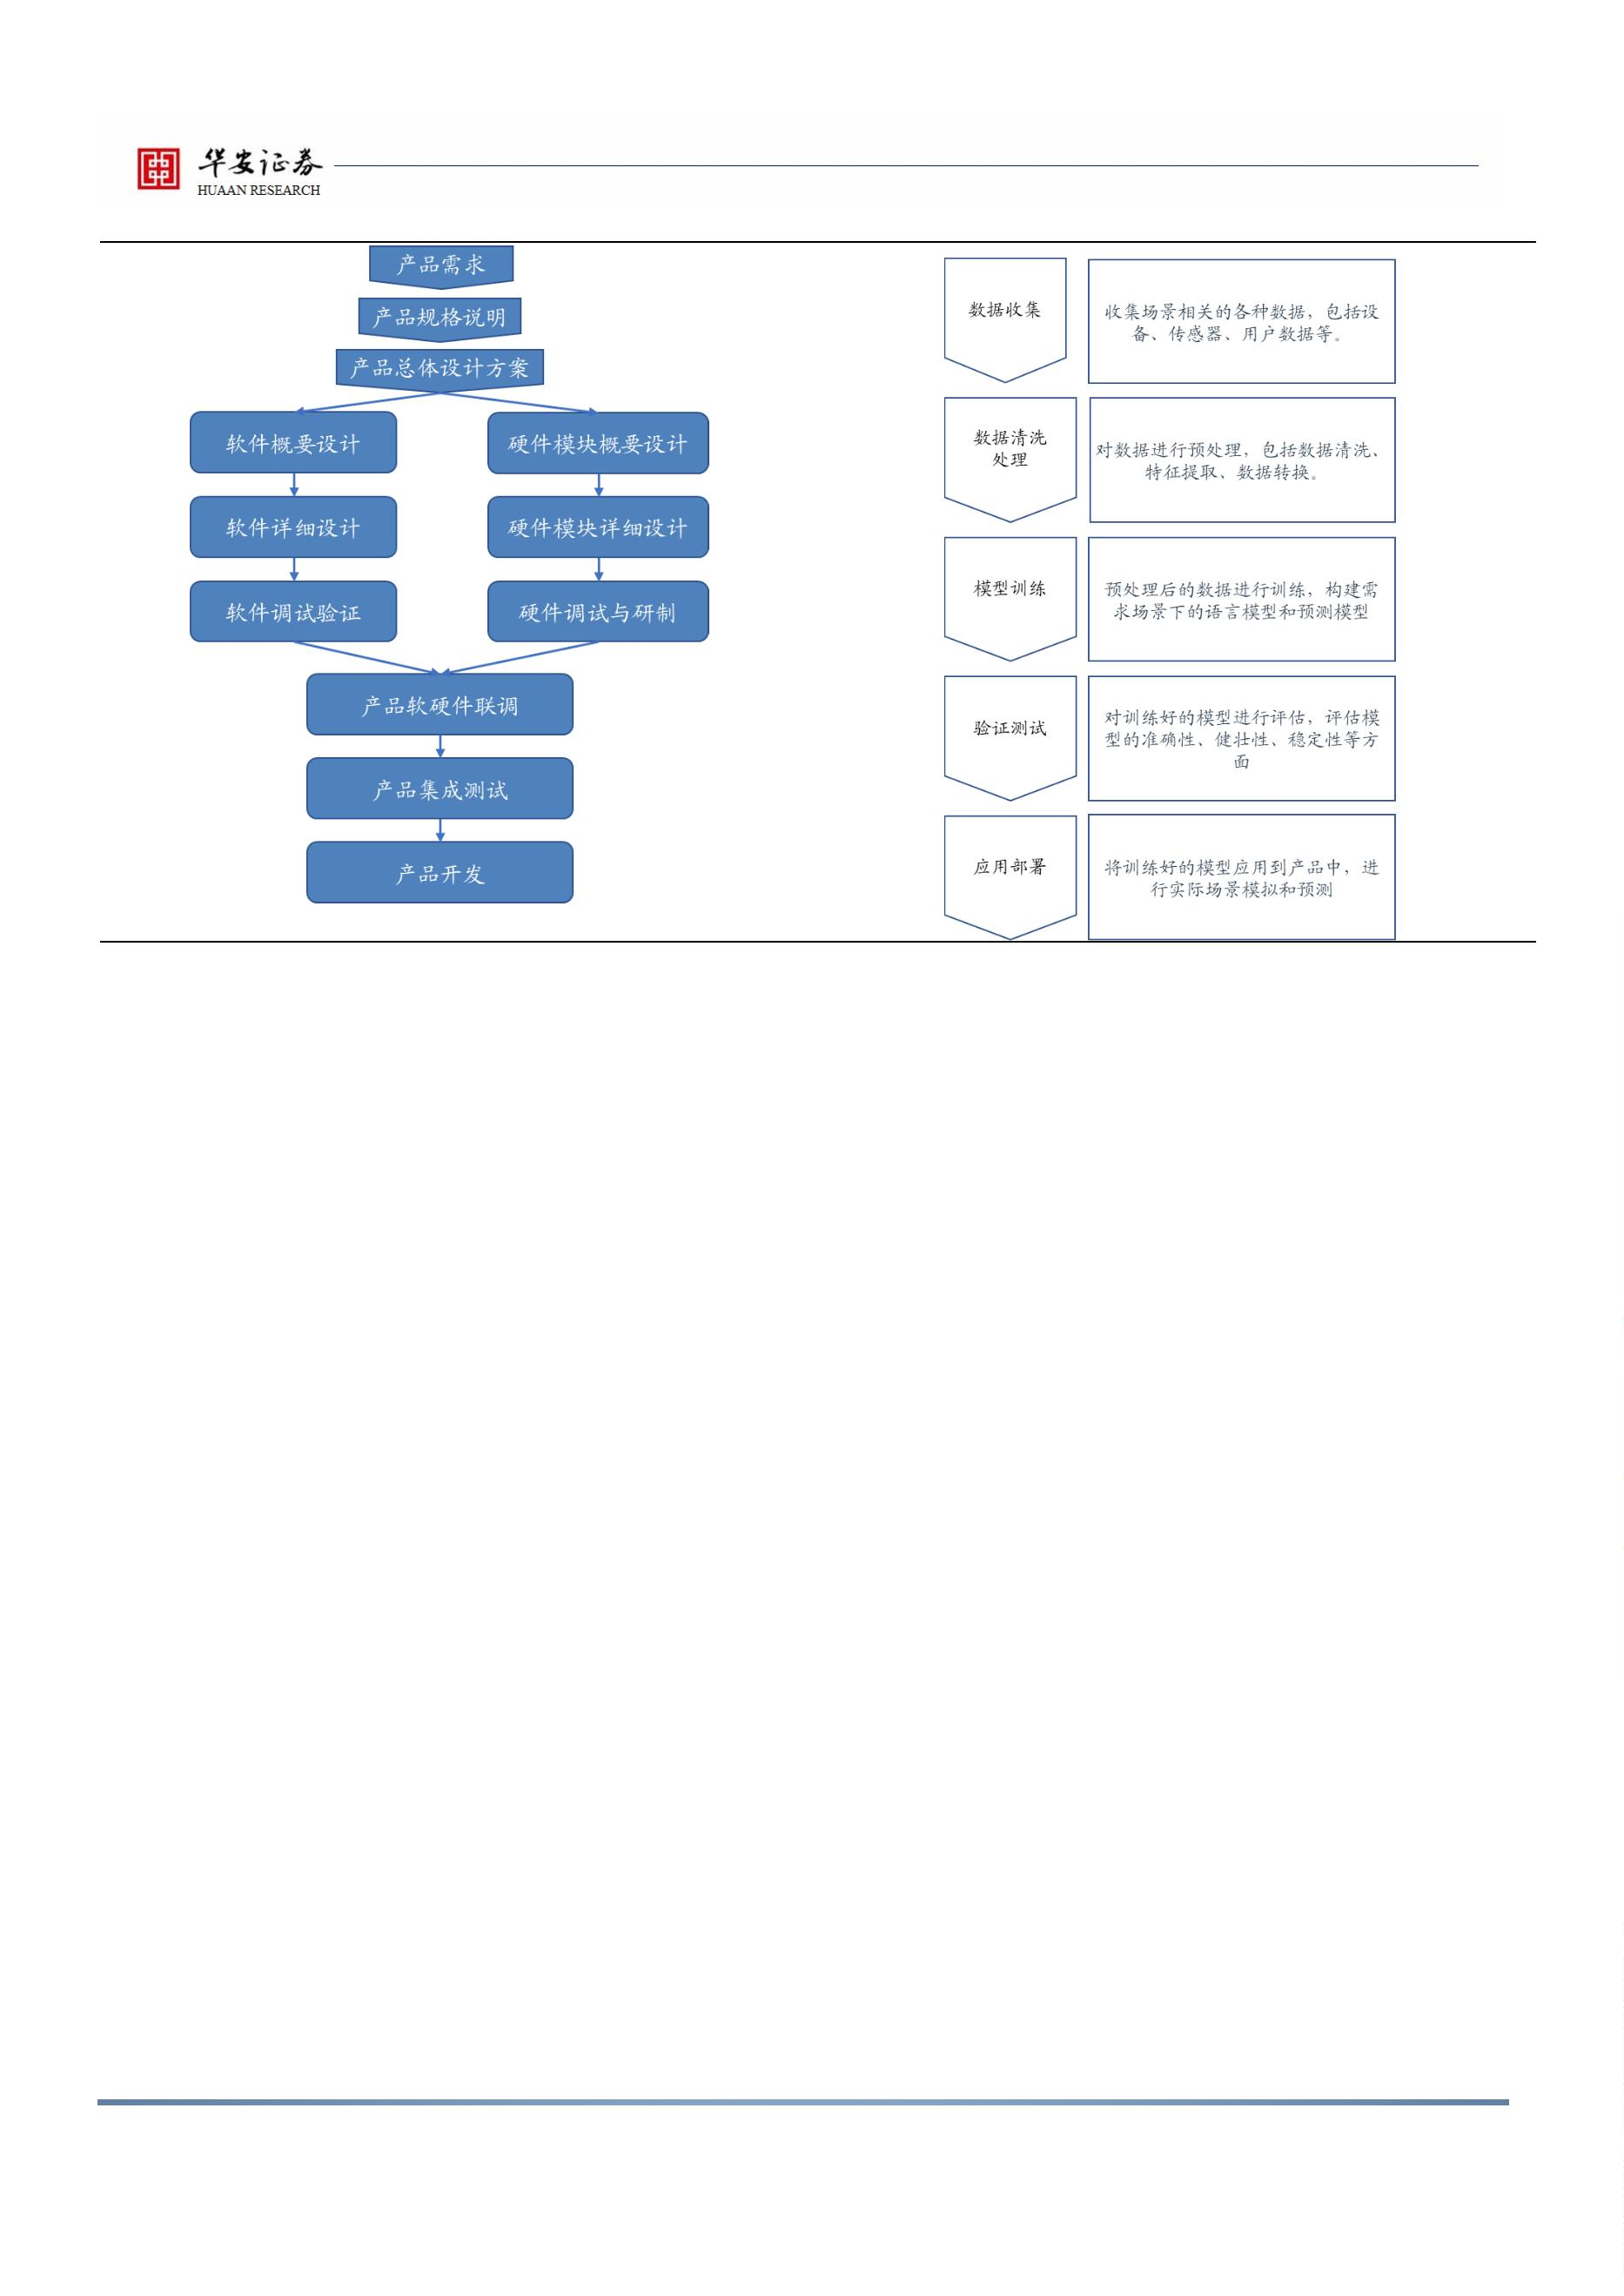 华安证券
HUAAN RESEARCH
产品需求
产品规格说明
产品总体设计方案
软件概要设计
硬件模块概要设计
软件详细设计
硬件模块详细设计
软件调试验证
硬件调试与研制
产品软硬件联调
产品集成测试
产品开发
数据收集
收集场景相关的各种数据，包括设
备、传感器、用户数据等。
数据清洗
处理
对数据进行预处理，包括数据清洗、
特征提取、数据转换。
模型训练
预处理后的数据进行训练，构建需
求场景下的语言模型和预测模型
验证测试
对训练好的模型进行评估，评估模
型的准确性、健壮性、稳定性等方
面
应用部署
将训练好的模型应用到产品中，进
行实际场景模拟和预测